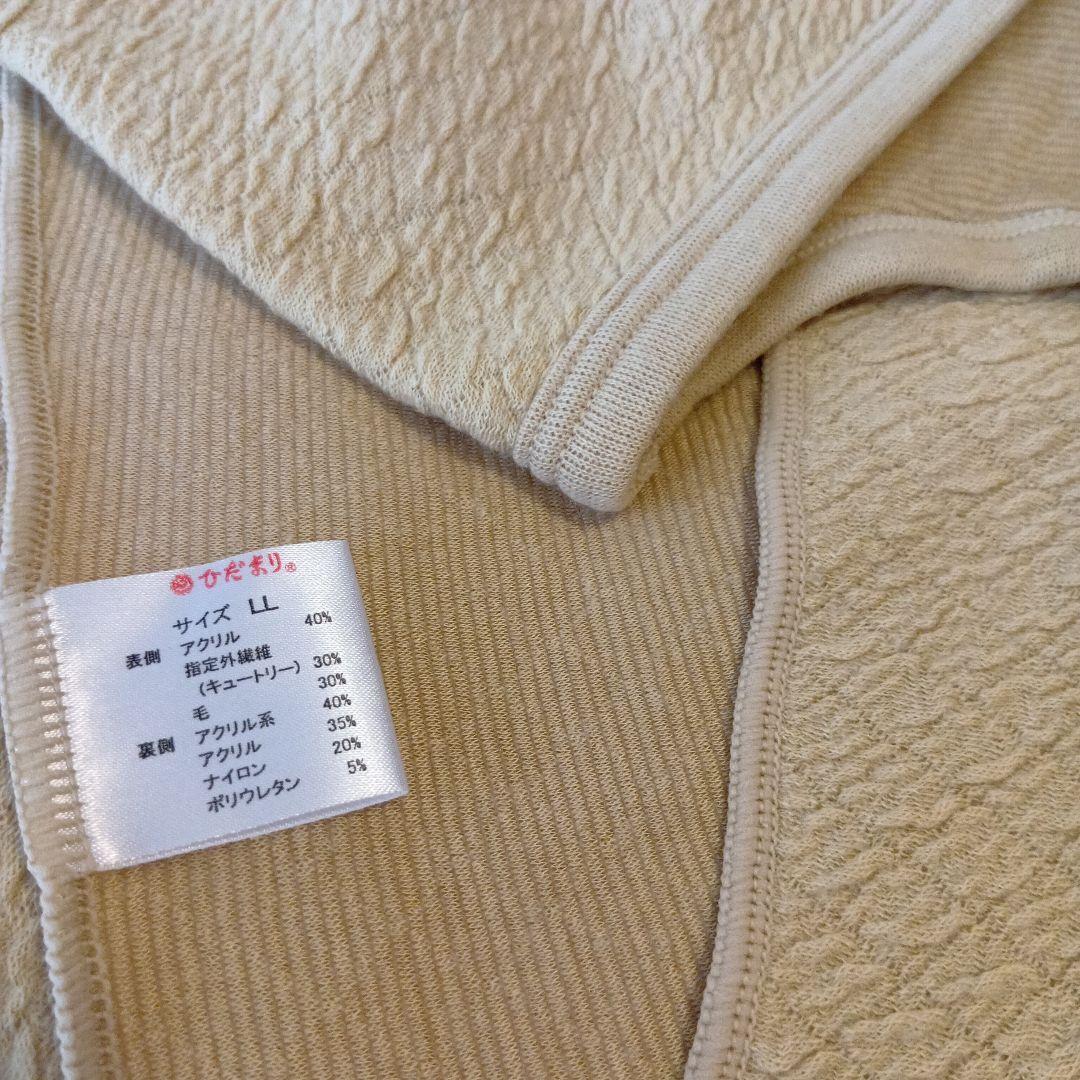 ひだまり®
サイズ LL
表側 アクリル 40%
指定外繊維
(キュートリー) 30%
毛 30%
裏側 アクリル系 40%
アクリル 35%
ナイロン 20%
ポリウレタン 5%